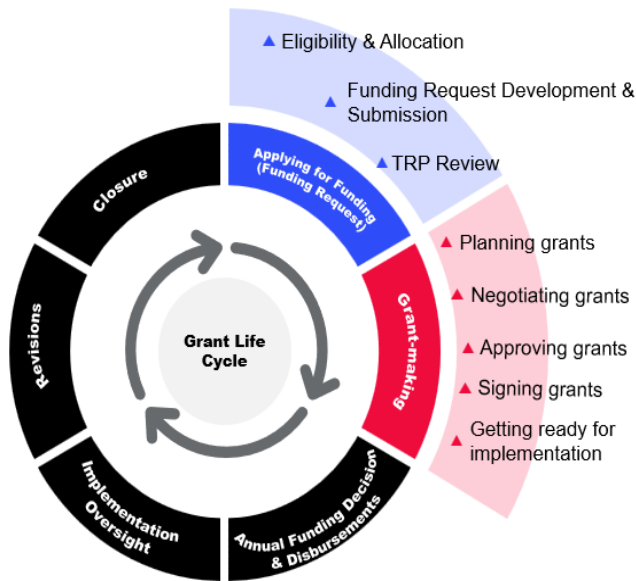 Eligibility & Allocation
Funding Request Development &
Submission
TRP Review
Applying for Funding
(Funding Request)
Planning grants
Negotiating grants
Approving grants
Signing grants
Getting ready for
implementation
Grant-making
Annual Funding Decision
& Disbursements
Implementation
Oversight
Revisions
Closure
Grant Life
Cycle